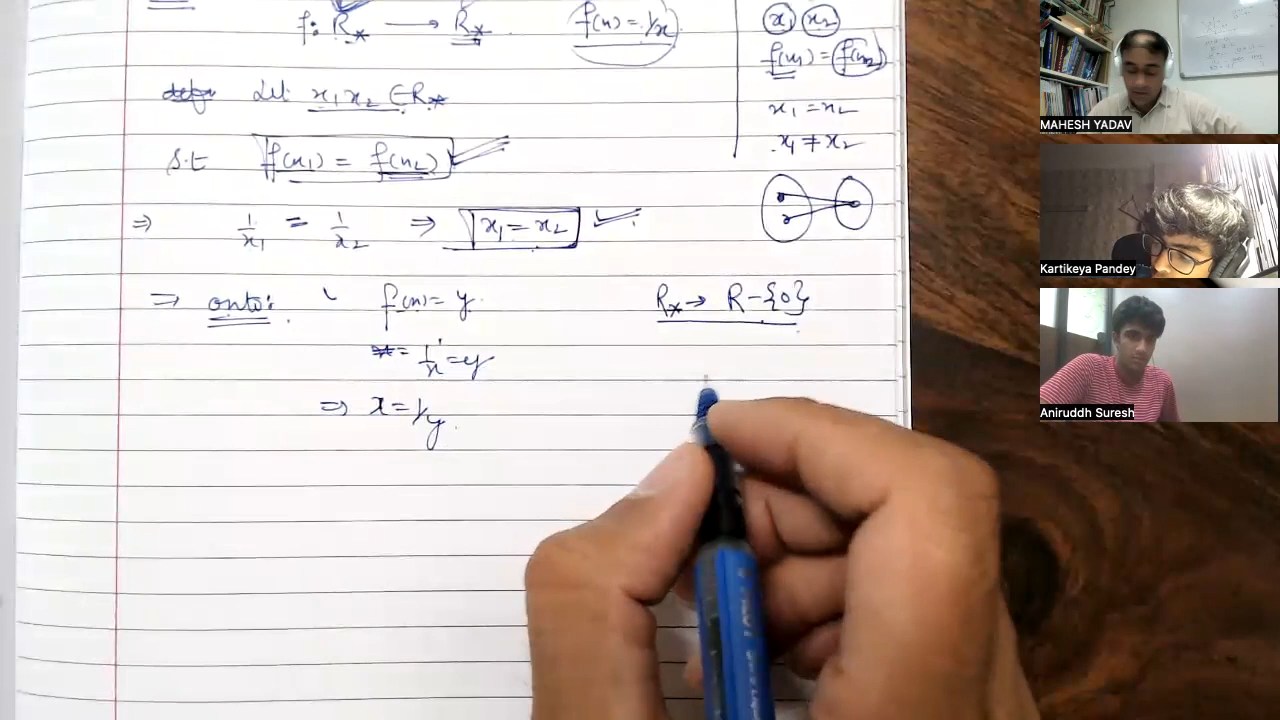 f: R* → R* f(x) = 1/x
Let x₁ x₂ ∈ R*
S.t f(x₁) = f(x₂)
⇒ 1/x₁ = 1/x₂ ⇒ x₁ = x₂
⇒ onto: f(x) = y
= 1/x = y
⇒ x = 1/y.
R* → R - {0}
x₁ x₂
f(x₁) = f(x₂)
x₁ = x₂
x₁ ≠ x₂
MAHESH YADAV
Kartikeya Pandey
Aniruddh Suresh